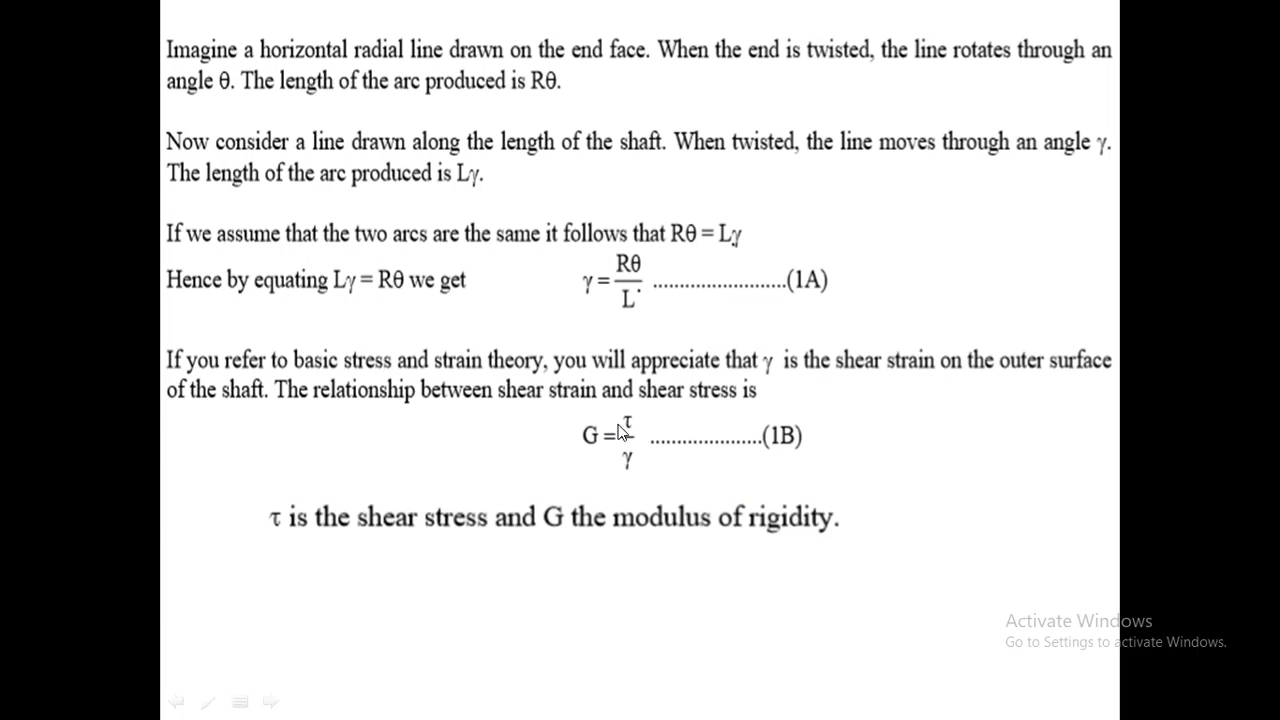 Imagine a horizontal radial line drawn on the end face. When the end is twisted, the line rotates through an
angle θ. The length of the arc produced is Rθ.
Now consider a line drawn along the length of the shaft. When twisted, the line moves through an angle γ.
The length of the arc produced is Lγ.
If we assume that the two arcs are the same it follows that Rθ = Lγ
Hence by equating Lγ = Rθ we get γ = Rθ / L .........................(1A)
If you refer to basic stress and strain theory, you will appreciate that γ is the shear strain on the outer surface
of the shaft. The relationship between shear strain and shear stress is
G = τ / γ .....................(1B)
τ is the shear stress and G the modulus of rigidity.
Activate Windows
Go to Settings to activate Windows.